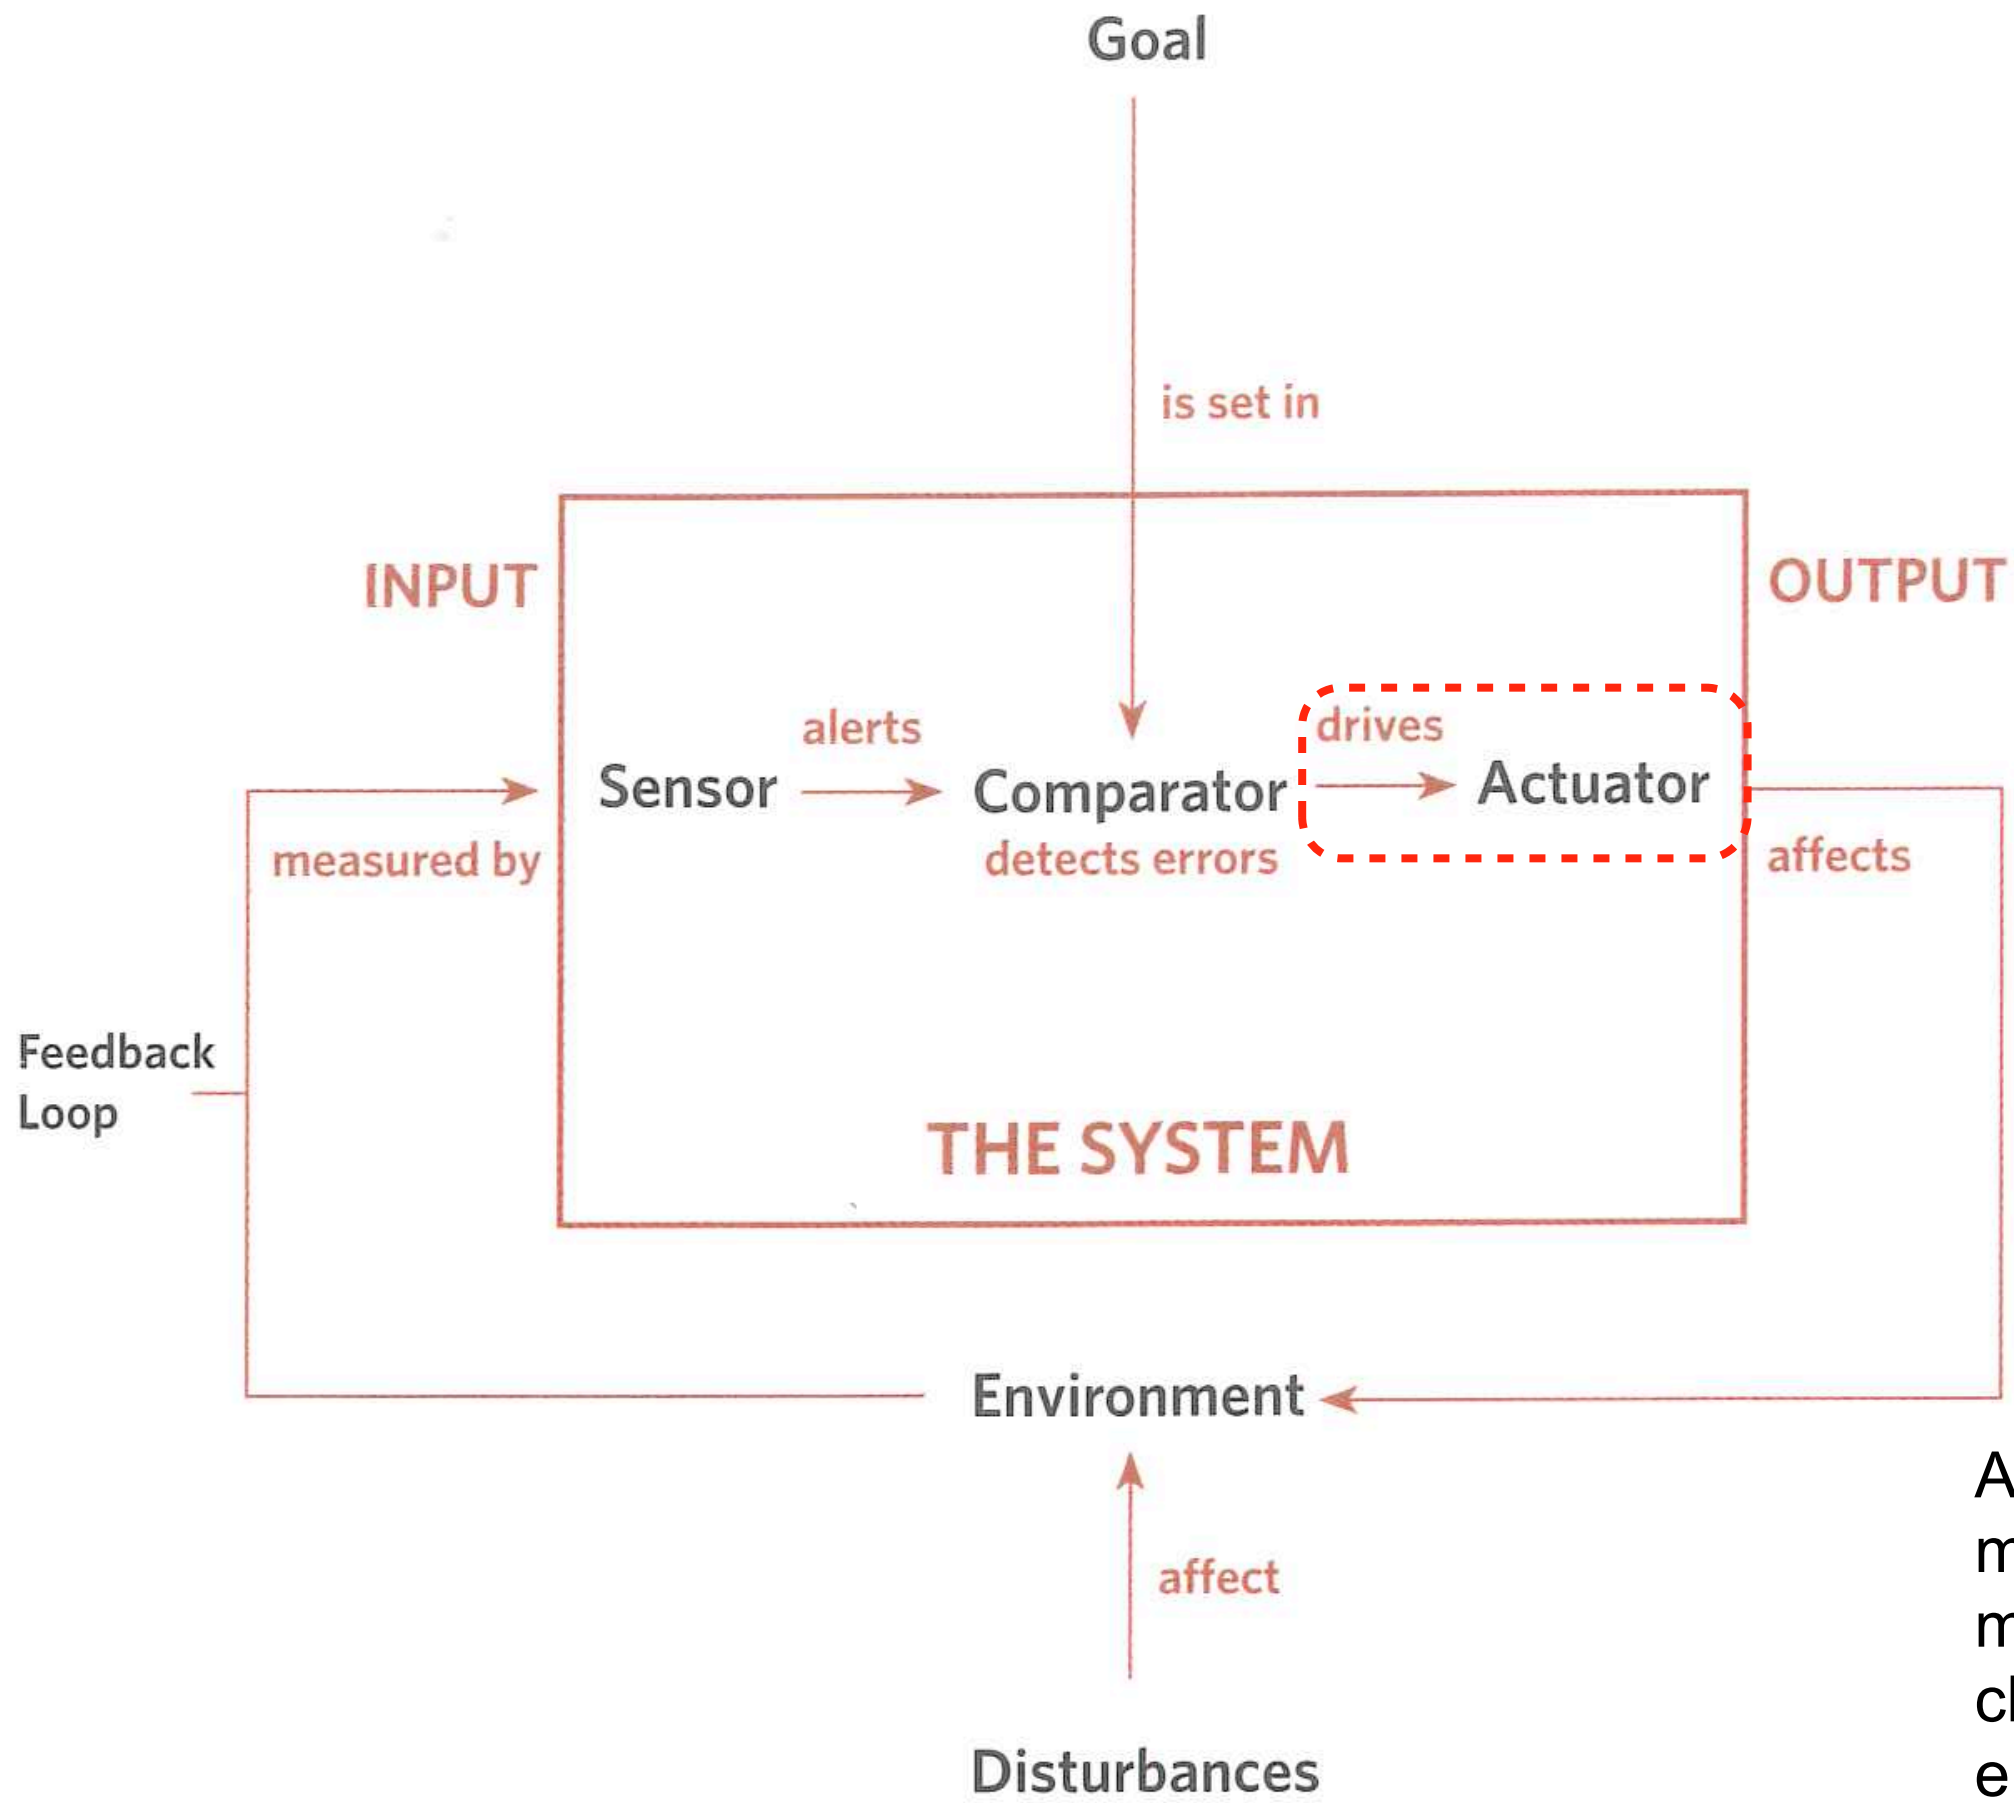 Goal
is set in
INPUT
OUTPUT
alerts
drives
Sensor
Comparator
Actuator
measured by
detects errors
affects
Feedback
Loop
THE SYSTEM
Environment
affect
Disturbances